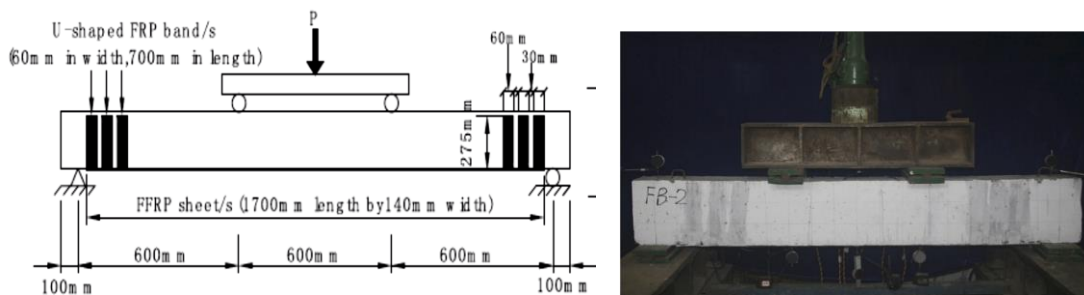 P
U-shaped FRP band/s
(60mm in width,700mm in length)
60mm m
30mm
275mm
FFRP sheet/s (1700mm length by140mm width)
600mm
600mm
600mm
100mm
100mm
FB-2